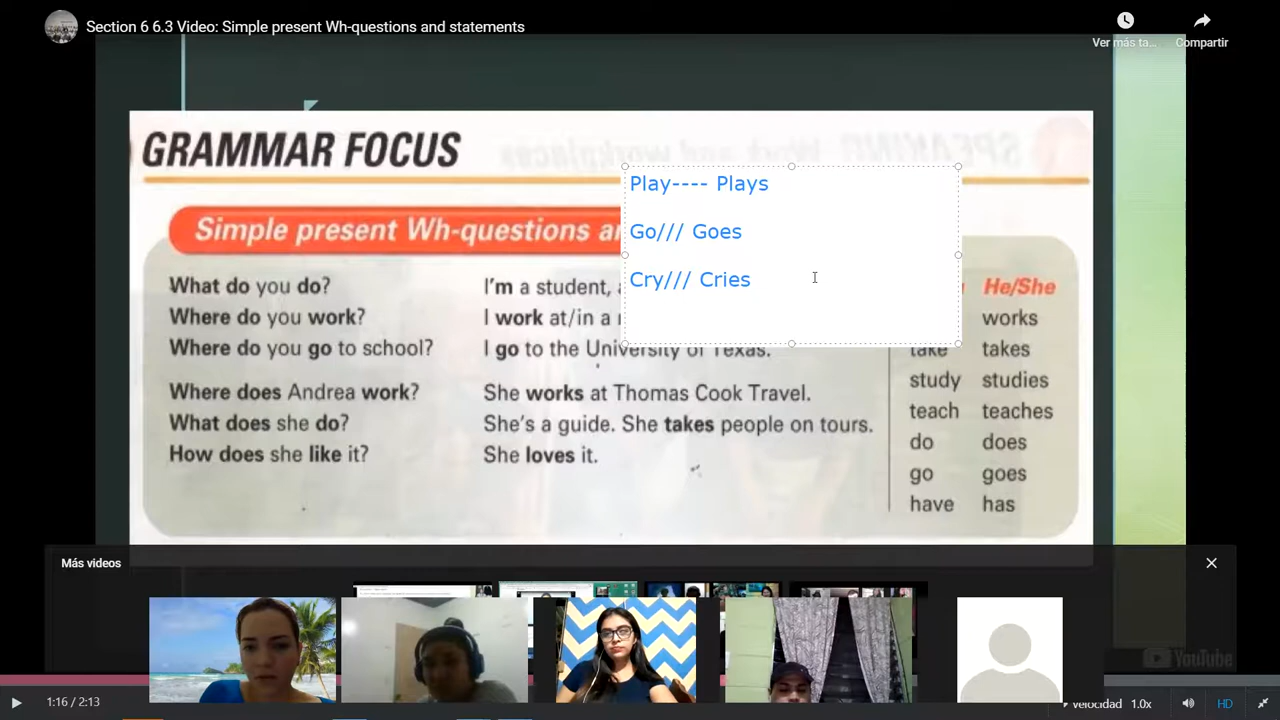 Section 6 6.3 Video: Simple present Wh-questions and statements
Ver más ta...
Compartir
GRAMMAR FOCUS
Play---- Plays
Go/// Goes
Cry/// Cries
Simple present Wh-questions
He/She
What do you do?
I'm a student,
Where do you work?
I work at/in a
works
Where do you go to school?
I go to the University of Texas.
take takes
study studies
Where does Andrea work?
She works at Thomas Cook Travel.
teach teaches
What does she do?
She's a guide. She takes people on tours.
do does
How does she like it?
She loves it.
go goes
have has
Más videos
YouTube
1:16 / 2:13
Velocidad 1.0x
HD